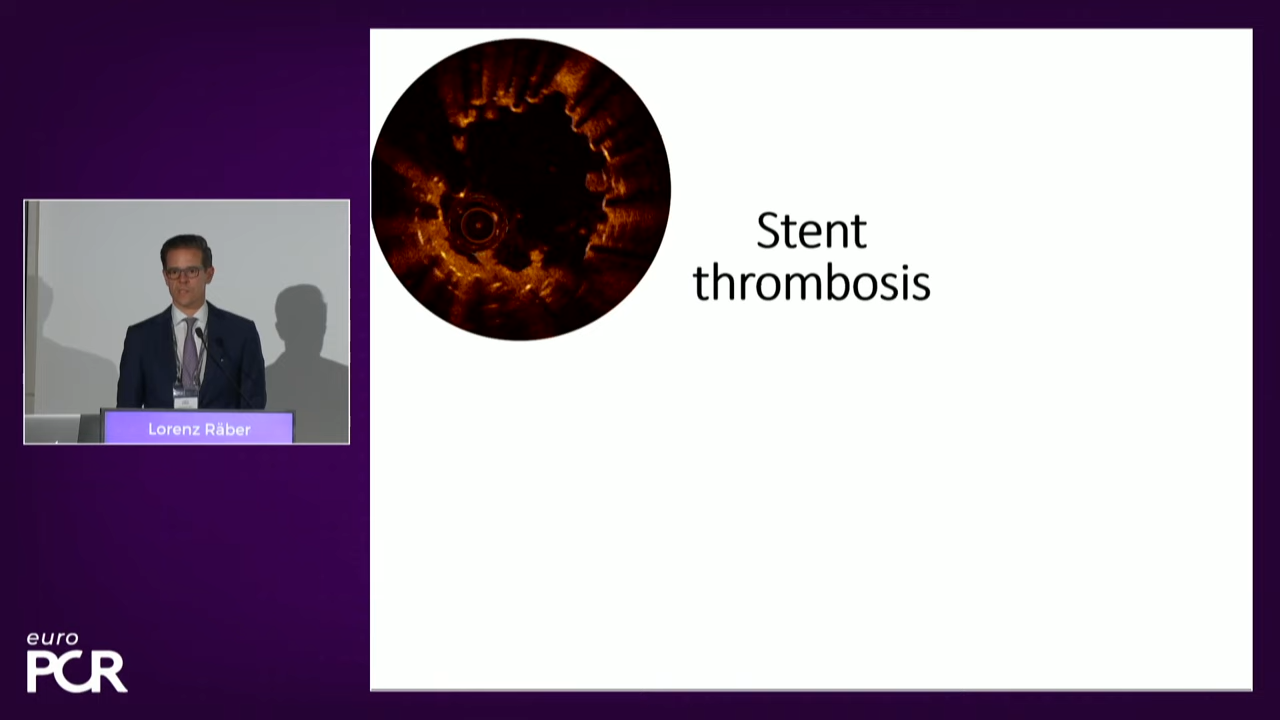 Stent
thrombosis
Lorenz Räber
euro
PCR